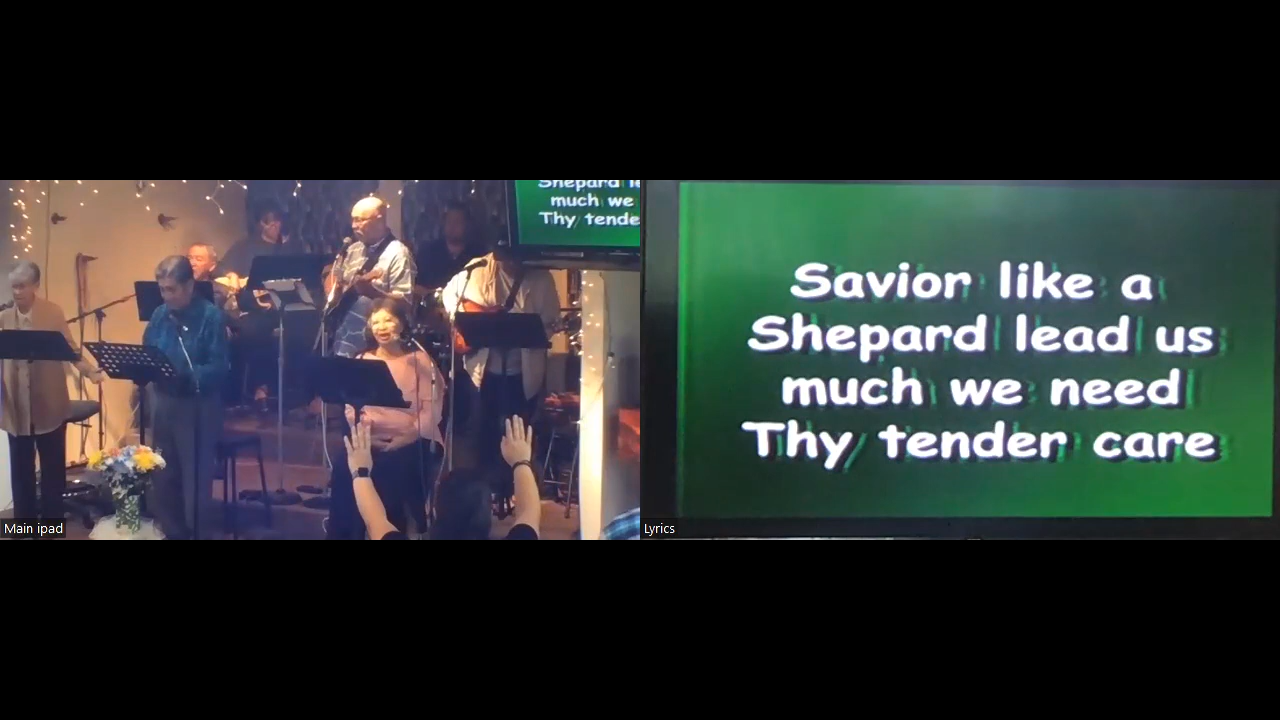 Shepard le
much we
Thy tende
Main ipad
Savior like a
Shepard lead us
much we need
Thy tender care
Lyrics